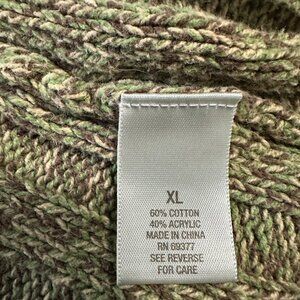 XL
60% COTTON
40% ACRYLIC
MADE IN CHINA
RN 69377
SEE REVERSE
FOR CARE